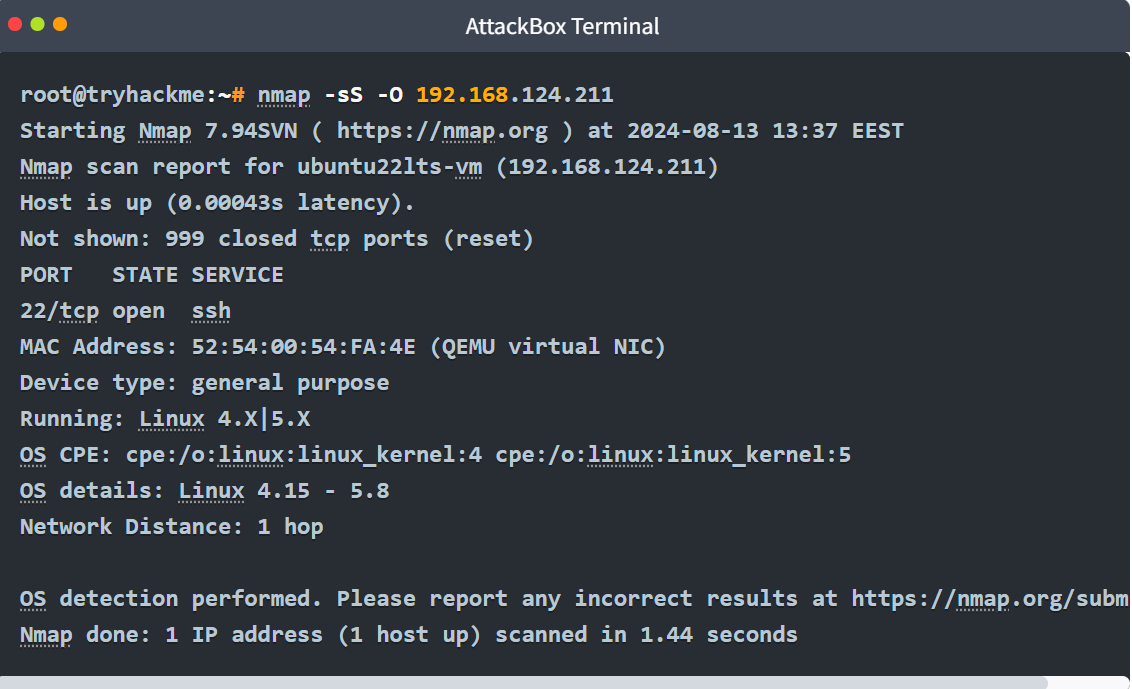 AttackBox Terminal
root@tryhackme:~# nmap -sS -O 192.168.124.211
Starting Nmap 7.94SVN ( https://nmap.org ) at 2024-08-13 13:37 EEST
Nmap scan report for ubuntu22lts-vm (192.168.124.211)
Host is up (0.00043s latency).
Not shown: 999 closed tcp ports (reset)
PORT   STATE SERVICE
22/tcp open  ssh
MAC Address: 52:54:00:54:FA:4E (QEMU virtual NIC)
Device type: general purpose
Running: Linux 4.X|5.X
OS CPE: cpe:/o:linux:linux_kernel:4 cpe:/o:linux:linux_kernel:5
OS details: Linux 4.15 - 5.8
Network Distance: 1 hop
OS detection performed. Please report any incorrect results at https://nmap.org/subm
Nmap done: 1 IP address (1 host up) scanned in 1.44 seconds